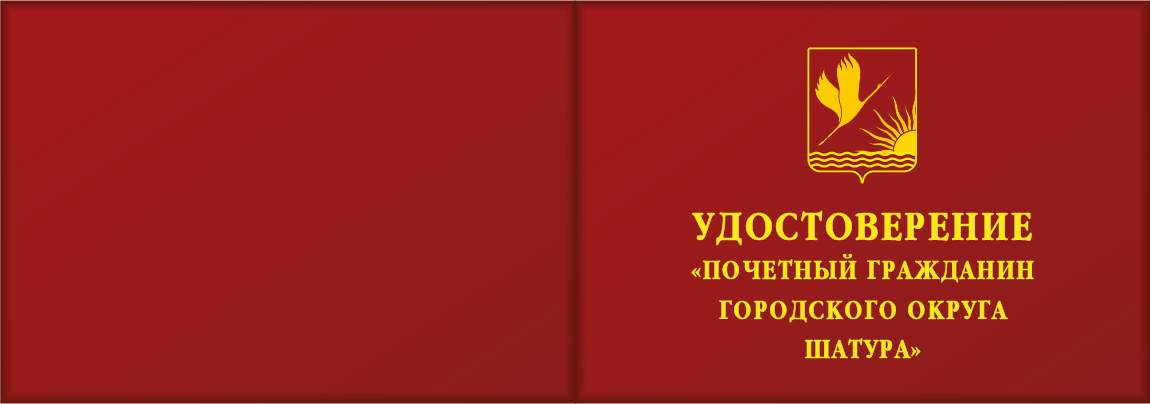 УДОСТОВЕРЕНИЕ
«ПОЧЕТНЫЙ ГРАЖДАНИН
ГОРОДСКОГО ОКРУГА
ШАТУРА»